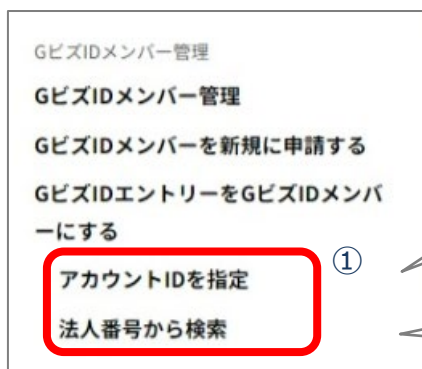 GビズIDメンバー管理
GビズIDメンバー管理
GビズIDメンバーを新規に申請する
GビズIDエントリーをGビズIDメンバ
ーにする
アカウントIDを指定
①
法人番号から検索